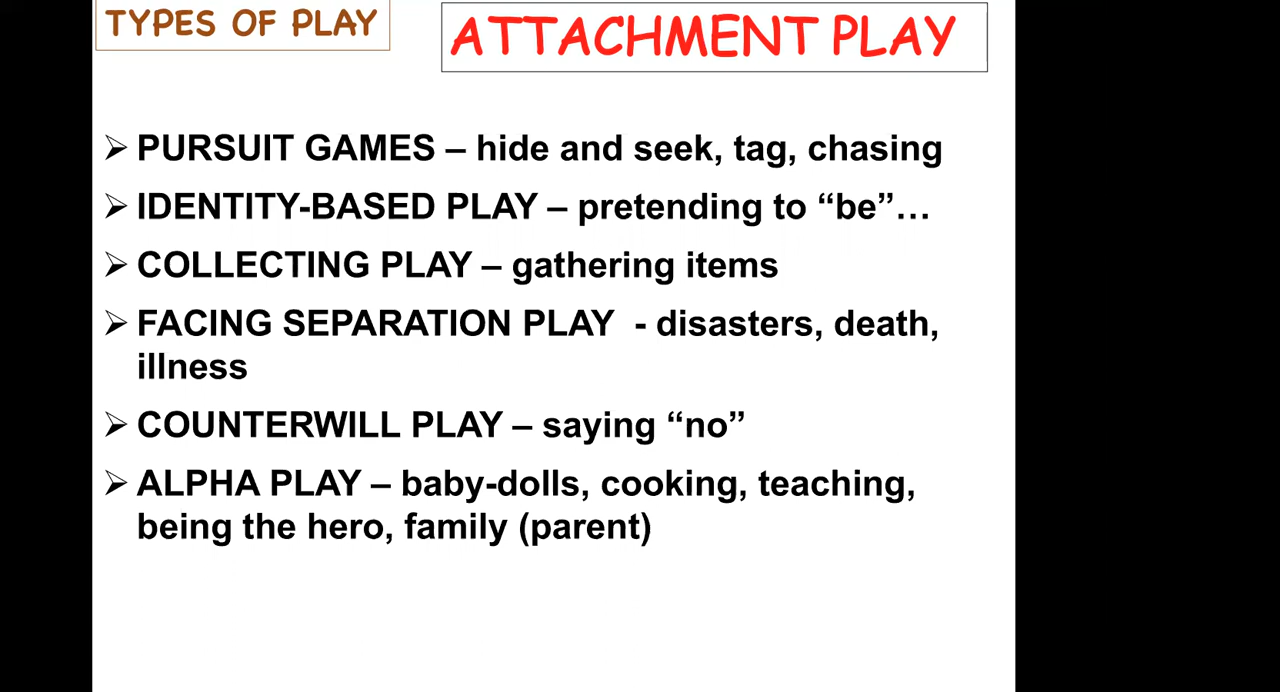 TYPES OF PLAY
ATTACHMENT PLAY
➢ PURSUIT GAMES – hide and seek, tag, chasing
➢ IDENTITY-BASED PLAY – pretending to “be”…
➢ COLLECTING PLAY – gathering items
➢ FACING SEPARATION PLAY - disasters, death,
illness
➢ COUNTERWILL PLAY – saying “no”
➢ ALPHA PLAY – baby-dolls, cooking, teaching,
being the hero, family (parent)